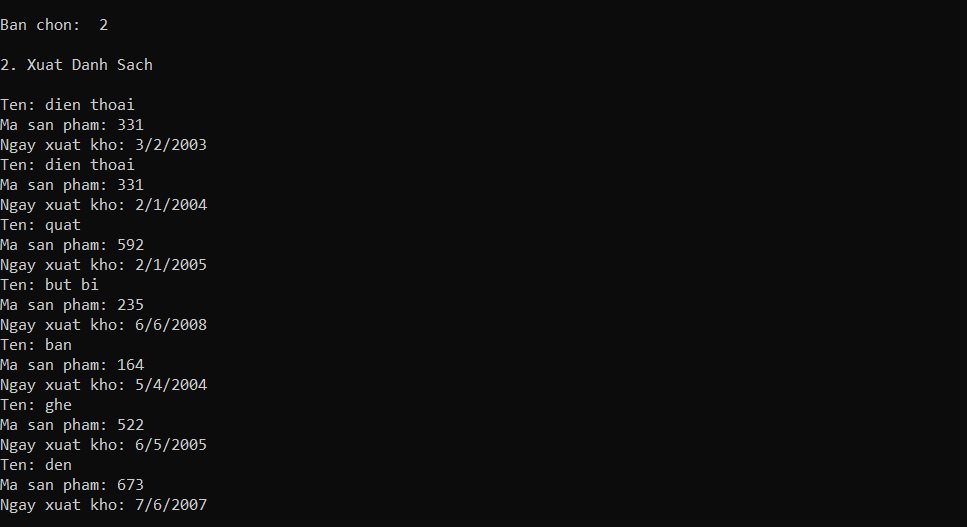 Ban chon:  2
2. Xuat Danh Sach
Ten: dien thoai
Ma san pham: 331
Ngay xuat kho: 3/2/2003
Ten: dien thoai
Ma san pham: 331
Ngay xuat kho: 2/1/2004
Ten: quat
Ma san pham: 592
Ngay xuat kho: 2/1/2005
Ten: but bi
Ma san pham: 235
Ngay xuat kho: 6/6/2008
Ten: ban
Ma san pham: 164
Ngay xuat kho: 5/4/2004
Ten: ghe
Ma san pham: 522
Ngay xuat kho: 6/5/2005
Ten: den
Ma san pham: 673
Ngay xuat kho: 7/6/2007